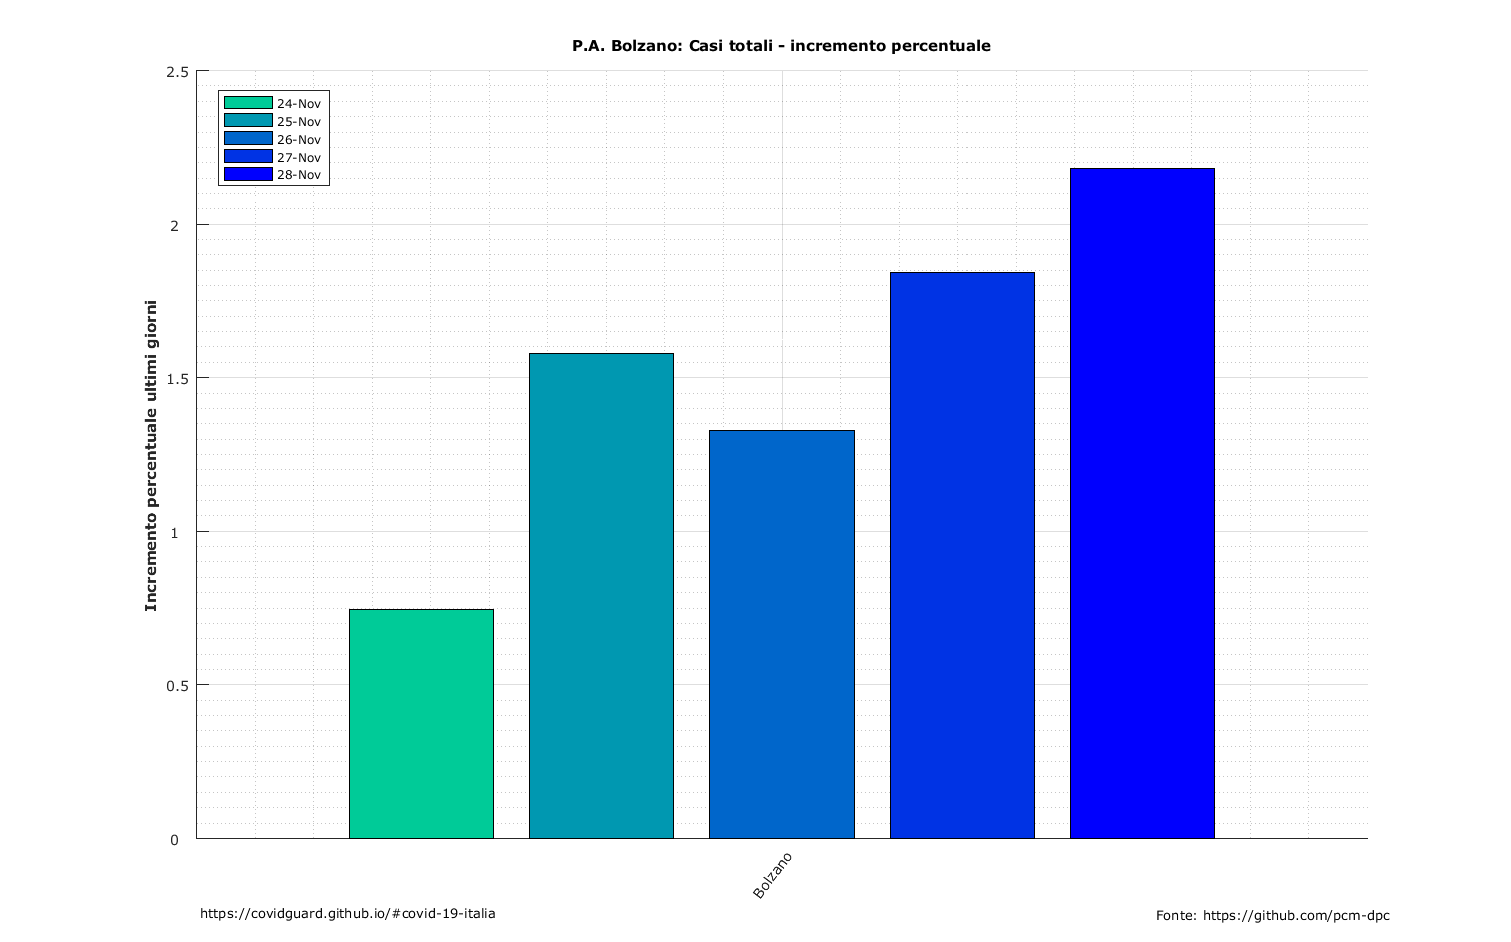 P.A. Bolzano: Casi totali - incremento percentuale
2.5
24-Nov
25-Nov
26-Nov
27-Nov
28-Nov
2
1.5
1
0.5
0
Incremento percentuale ultimi giorni
Bolzano
https://covidguard.github.io/#covid-19-italia
Fonte: https://github.com/pcm-dpc